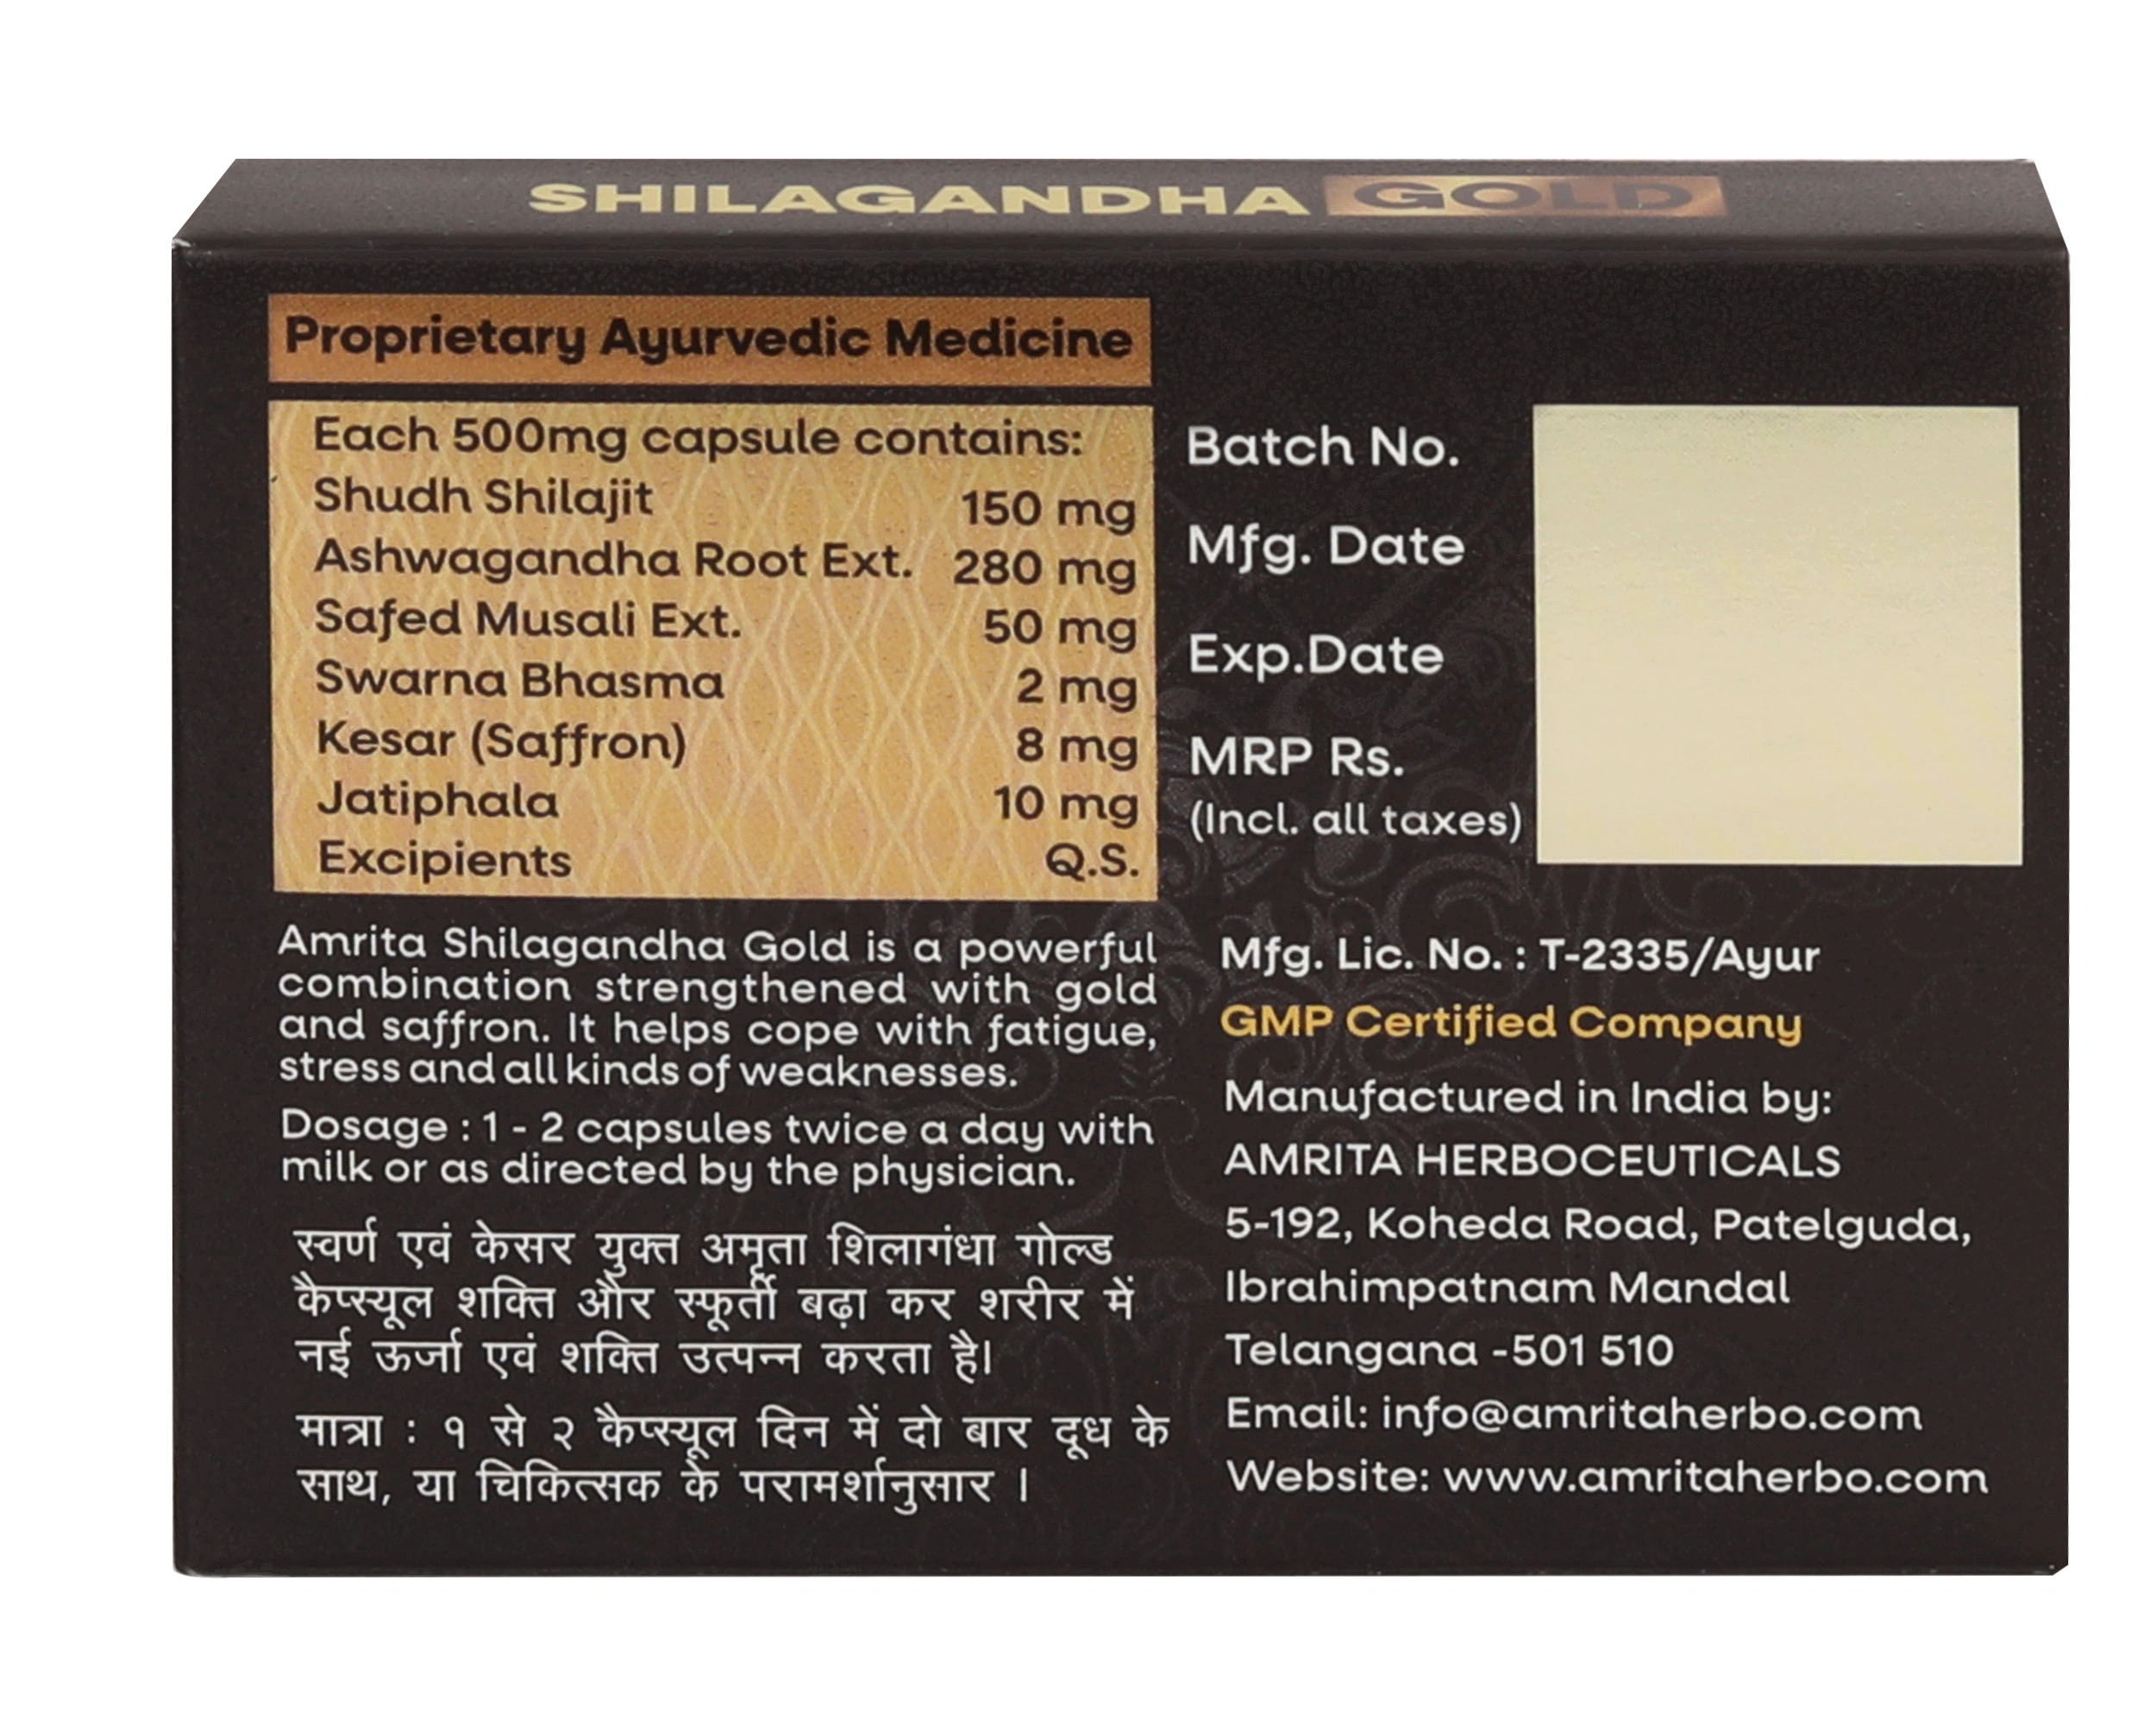 SHILAGANDHA GOLD
Proprietary Ayurvedic Medicine
Each 500mg capsule contains:
Shudh Shilajit 150 mg
Ashwagandha Root Ext. 280 mg
Safed Musali Ext. 50 mg
Swarna Bhasma 2 mg
Kesar (Saffron) 8 mg
Jatiphala 10 mg
Excipients Q.S.
Amrita Shilagandha Gold is a powerful
combination strengthened with gold
and saffron. It helps cope with fatigue,
stress and all kinds of weaknesses.
Dosage : 1 - 2 capsules twice a day with
milk or as directed by the physician.
स्वर्ण एवं केसर युक्त अमृता शिलागंधा गोल्ड
कैप्स्यूल शक्ति और स्फूर्ती बढ़ा कर शरीर में
नई ऊर्जा एवं शक्ति उत्पन्न करता है।
मात्रा : १ से २ कैप्स्यूल दिन में दो बार दूध के
साथ, या चिकित्सक के परामर्शानुसार ।
Batch No.
Mfg. Date
Exp.Date
MRP Rs.
(Incl. all taxes)
Mfg. Lic. No. : T-2335/Ayur
GMP Certified Company
Manufactured in India by:
AMRITA HERBOCEUTICALS
5-192, Koheda Road, Patelguda,
Ibrahimpatnam Mandal
Telangana -501 510
Email: info@amritaherbo.com
Website: www.amritaherbo.com